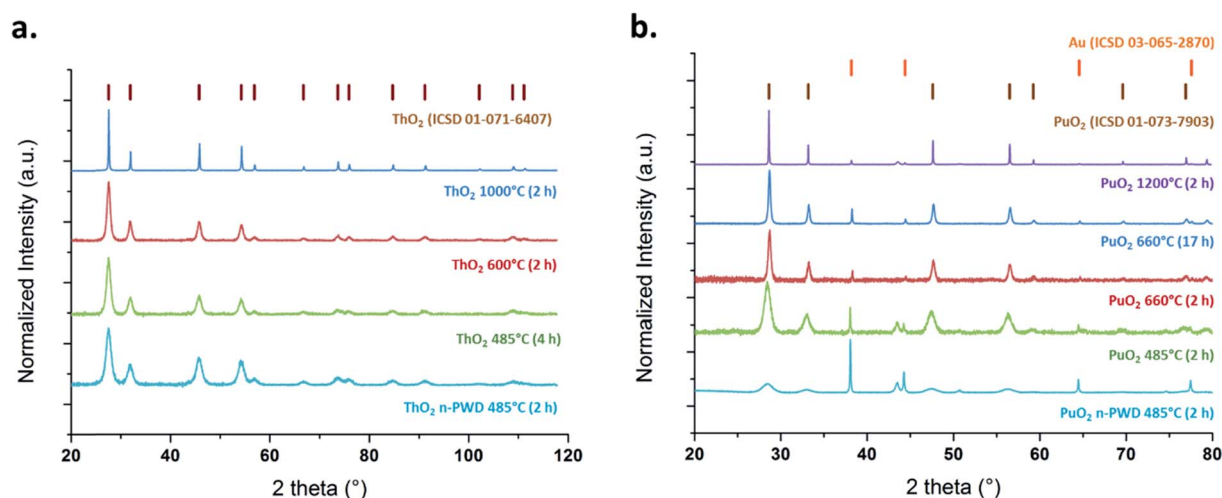 a.
ThO2 (ICSD 01-071-6407)
ThO2 1000°C (2 h)
ThO2 600°C (2 h)
ThO2 485°C (4 h)
ThO2 n-PWD 485°C (2 h)
Normalized Intensity (a.u.)
20 40 60 80 100 120
2 theta (°)
b.
Au (ICSD 03-065-2870)
PuO2 (ICSD 01-073-7903)
PuO2 1200°C (2 h)
PuO2 660°C (17 h)
PuO2 660°C (2 h)
PuO2 485°C (2 h)
PuO2 n-PWD 485°C (2 h)
Normalized Intensity (a.u.)
20 30 40 50 60 70 80
2 theta (°)